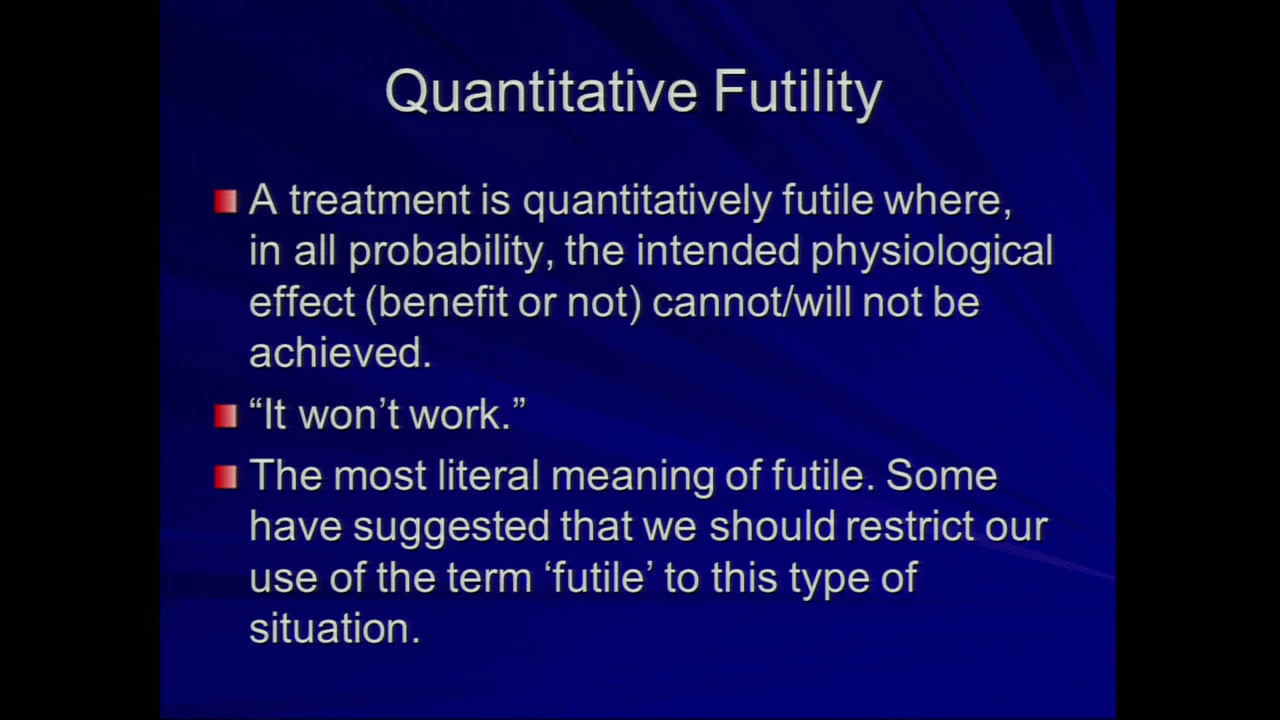 Quantitative Futility
A treatment is quantitatively futile where,
in all probability, the intended physiological
effect (benefit or not) cannot/will not be
achieved.
“It won’t work.”
The most literal meaning of futile. Some
have suggested that we should restrict our
use of the term ‘futile’ to this type of
situation.